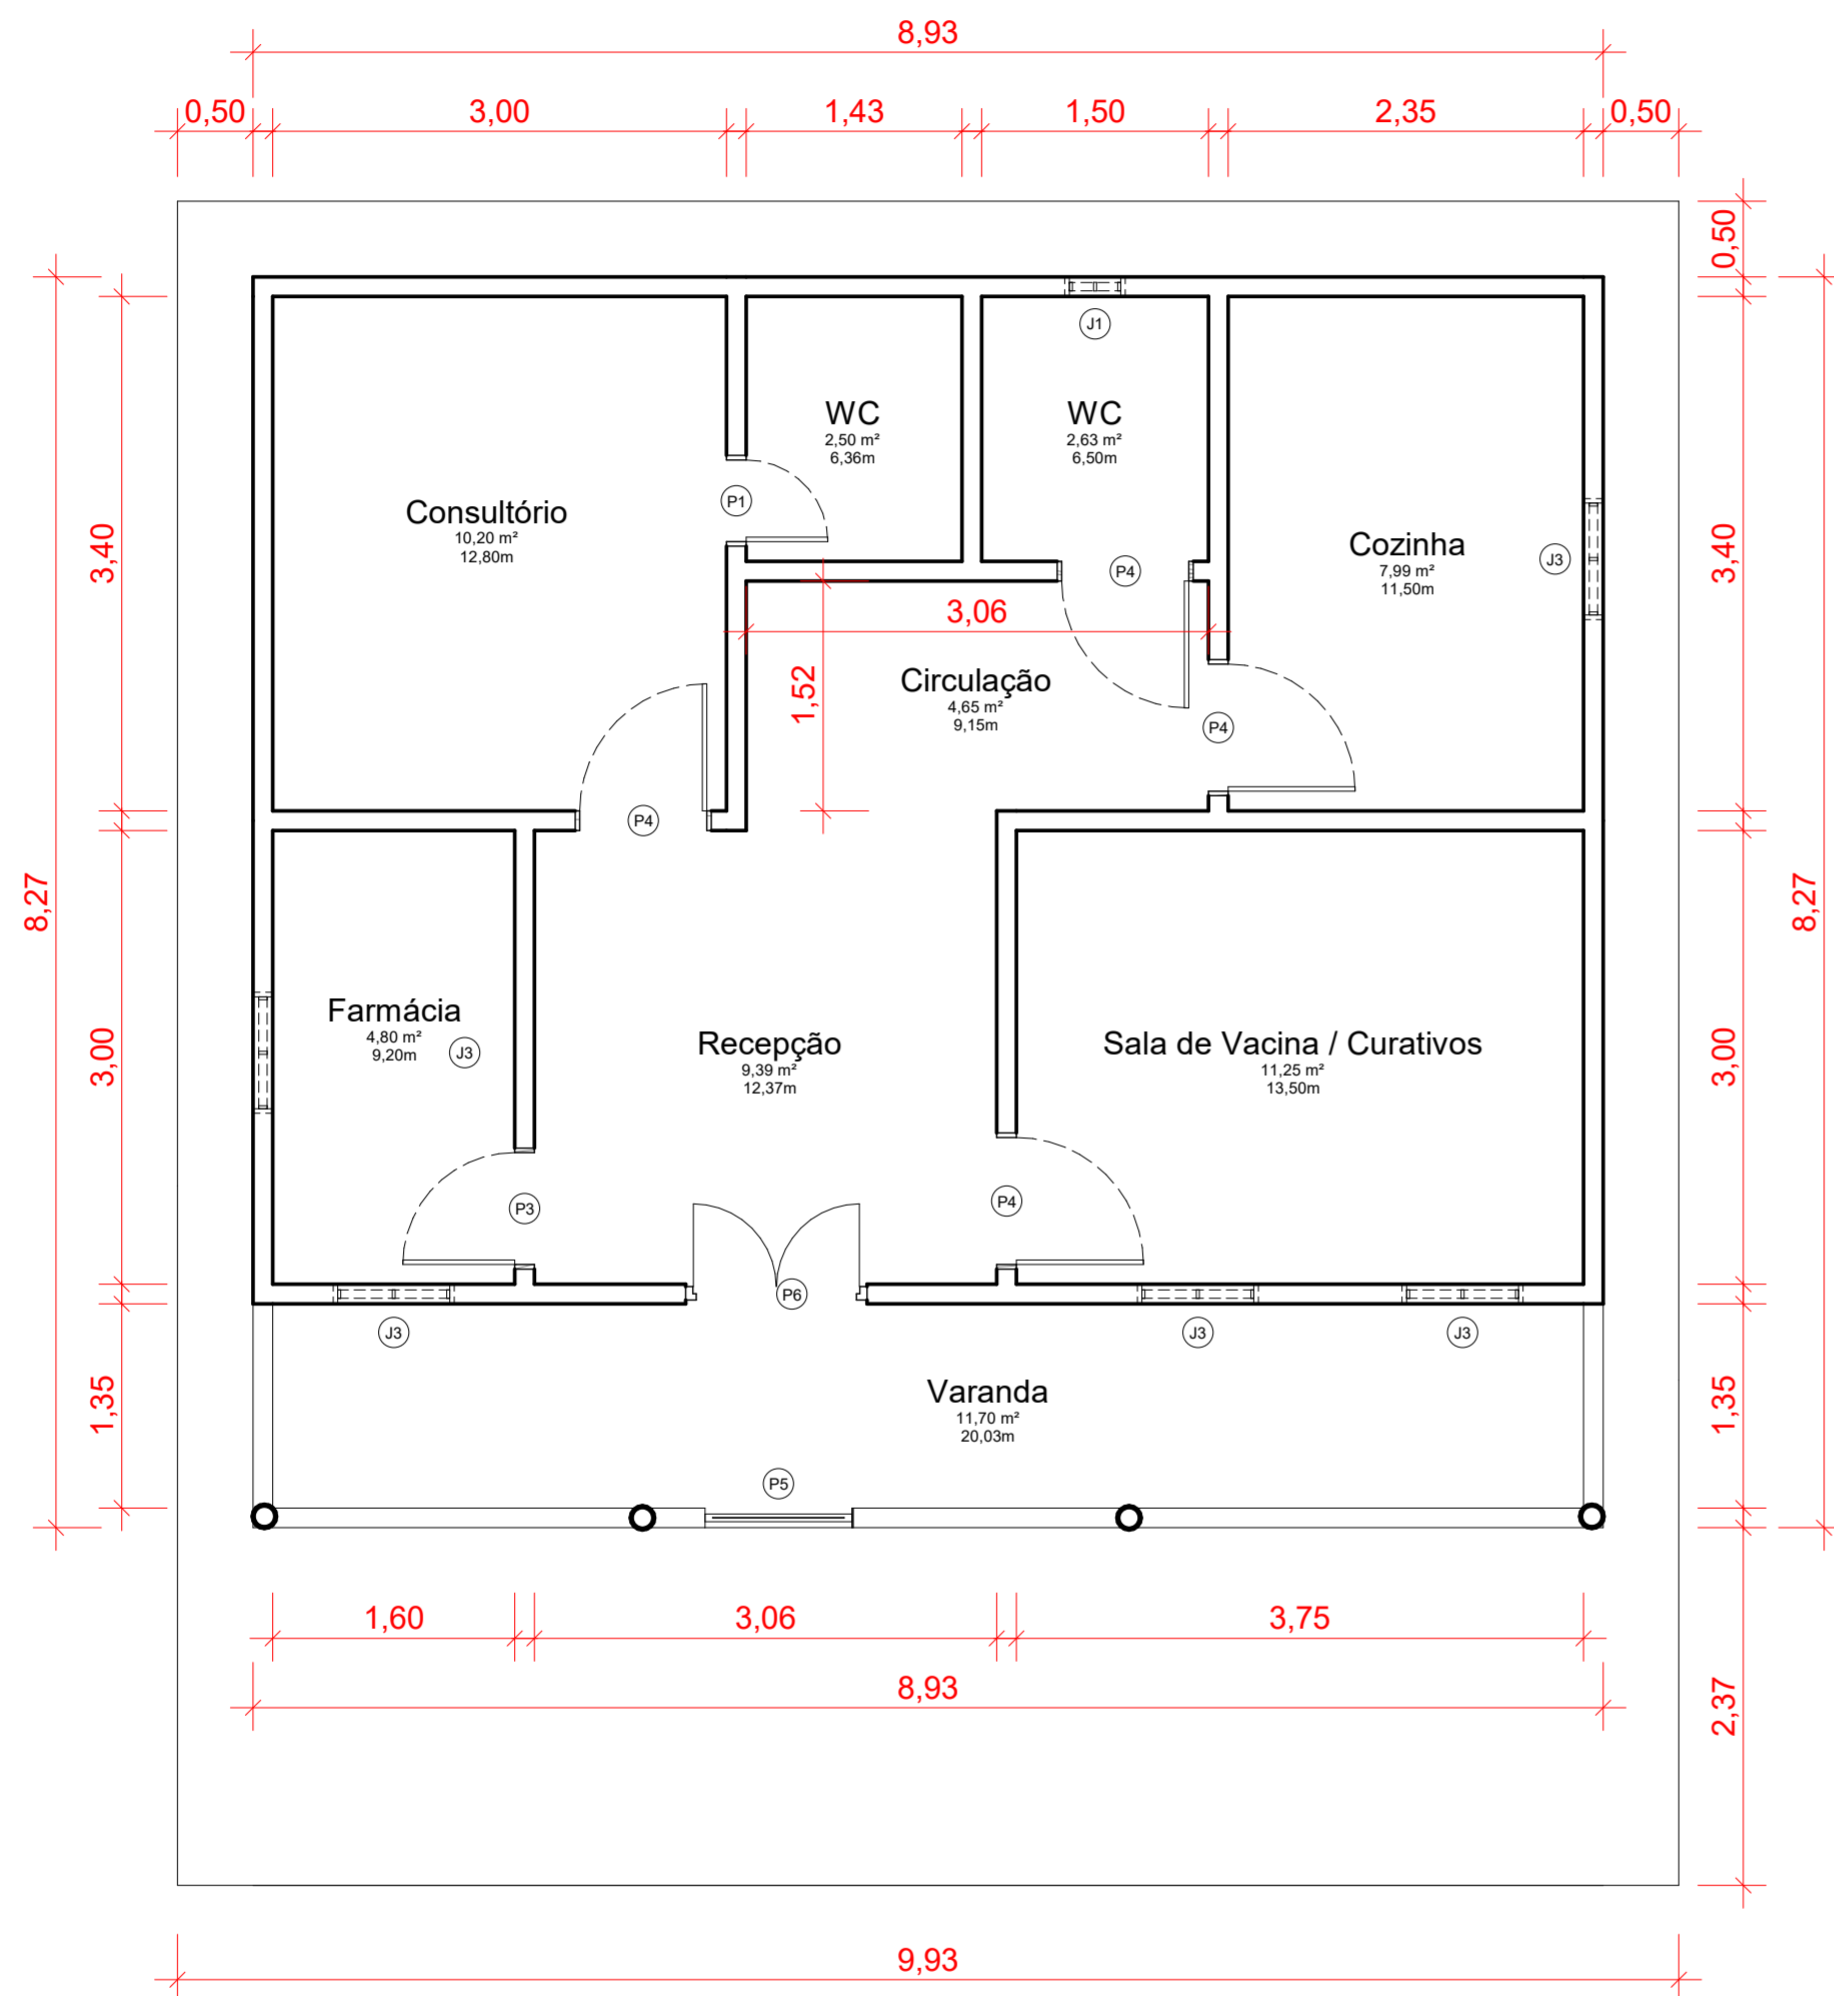 8,93
0,50 3,00 1,43 1,50 2,35 0,50
0,50
J1
WC
2,50 m²
6,36m
WC
2,63 m²
6,50m
P1
Consultório
10,20 m²
12,80m
Cozinha
7,99 m²
11,50m
J3
3,40
3,40
P4
3,06
1,52
Circulação
4,65 m²
9,15m
P4
P4
8,27
8,27
Farmácia
4,80 m²
9,20m
J3
3,00
3,00
Recepção
9,39 m²
12,37m
Sala de Vacina / Curativos
11,25 m²
13,50m
P3
P4
P6
J3
J3
J3
1,35
1,35
Varanda
11,70 m²
20,03m
P5
1,60 3,06 3,75
8,93
2,37
9,93